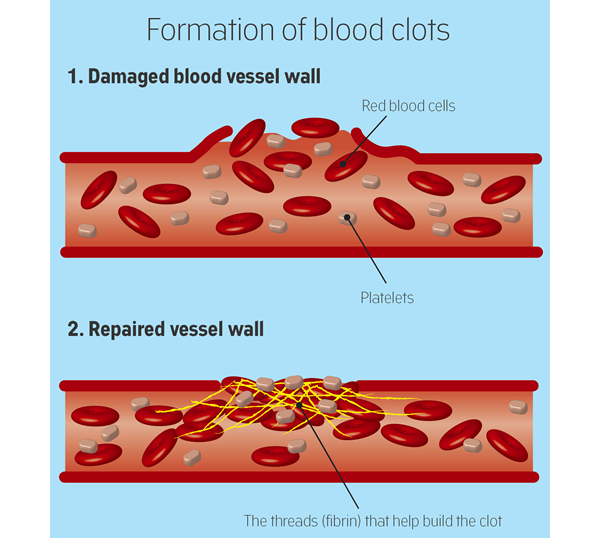 Formation of blood clots
1. Damaged blood vessel wall
Red blood cells
Platelets
2. Repaired vessel wall
The threads (fibrin) that help build the clot